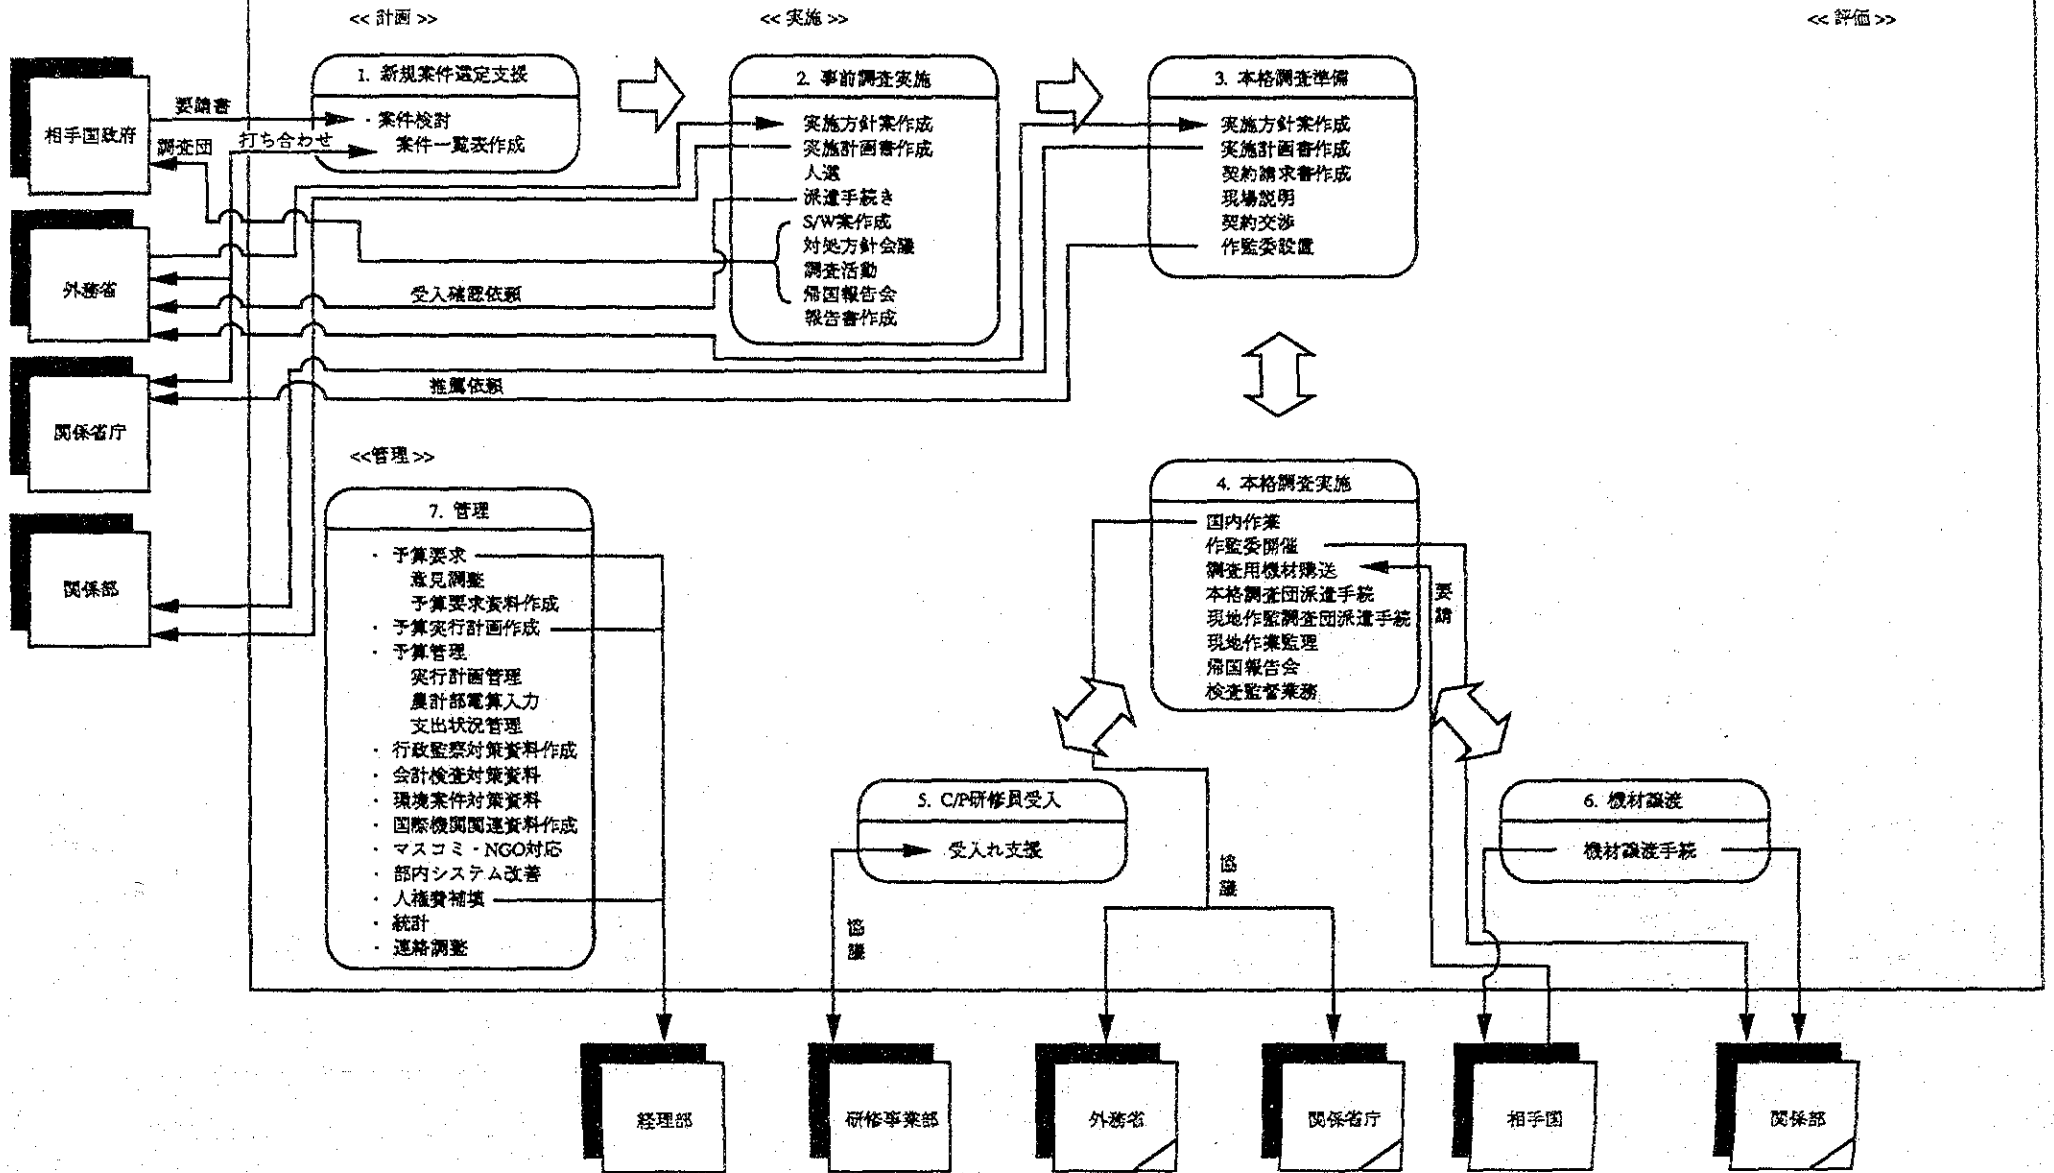 << 計画 >>
<< 実施 >>
<< 評価 >>
相手国政府
外務省
関係省庁
関係部
要請書
調査団
打ち合わせ
受入確認依頼
推薦依頼
1. 新規案件選定支援
・案件検討
案件一覧表作成
2. 事前調査実施
実施方針案作成
実施計画書作成
人選
派遣手続き
S/W案作成
対処方針会議
調査活動
帰国報告会
報告書作成
3. 本格調査準備
実施方針案作成
実施計画書作成
契約請求書作成
現場説明
契約交渉
作監委設置
<<管理 >>
7. 管理
・ 予算要求
意見調整
予算要求資料作成
・ 予算実行計画作成
・ 予算管理
実行計画管理
農計部電算入力
支出状況管理
・ 行政監察対策資料作成
・ 会計検査対策資料
・ 環境案件対策資料
・ 国際機関関連資料作成
・ マスコミ・NGO対応
・ 部内システム改善
・ 人権費補填
・ 統計
・ 連絡調整
4. 本格調査実施
国内作業
作監委開催
調査用機材購送
本格調査団派遣手続
現地作監調査団派遣手続
現地作業監理
帰国報告会
検査監督業務
要請
5. C/P研修員受入
受入れ支援
協議
協議
6. 機材譲渡
機材譲渡手続
経理部
研修事業部
外務省
関係省庁
相手国
関係部